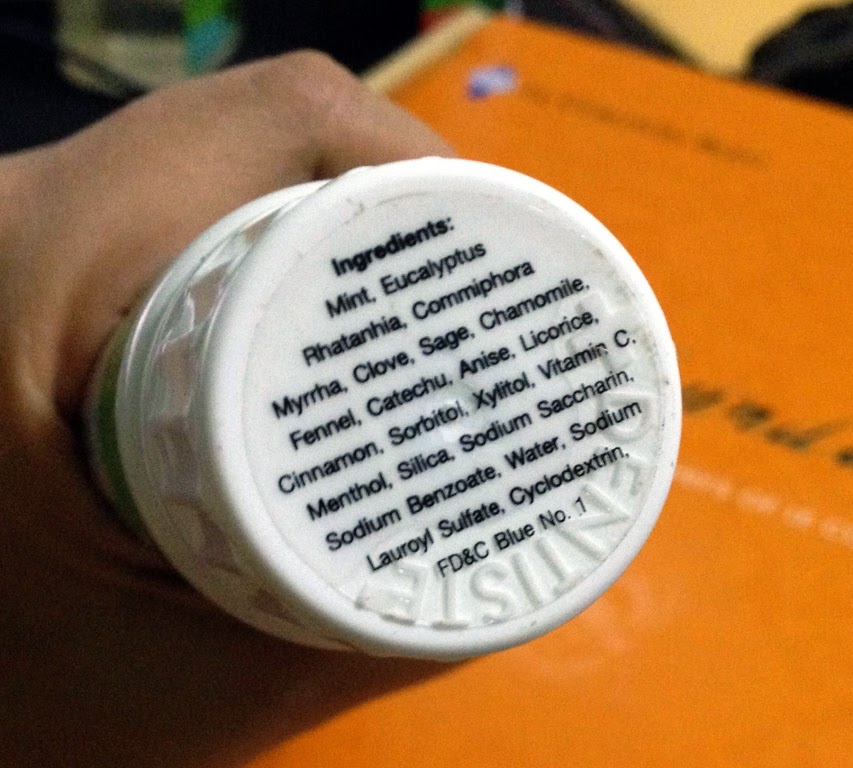 Ingredients:
Mint, Eucalyptus
Rhatanhia, Commiphora
Myrrha, Clove, Sage, Chamomile,
Fennel, Catechu, Anise, Licorice,
Cinnamon, Sorbitol, Xylitol, Vitamin C.
Menthol, Silica, Sodium Saccharin,
Sodium Benzoate, Water, Sodium
Lauroyl Sulfate, Cyclodextrin,
FD&C Blue No. 1
DENTISTE